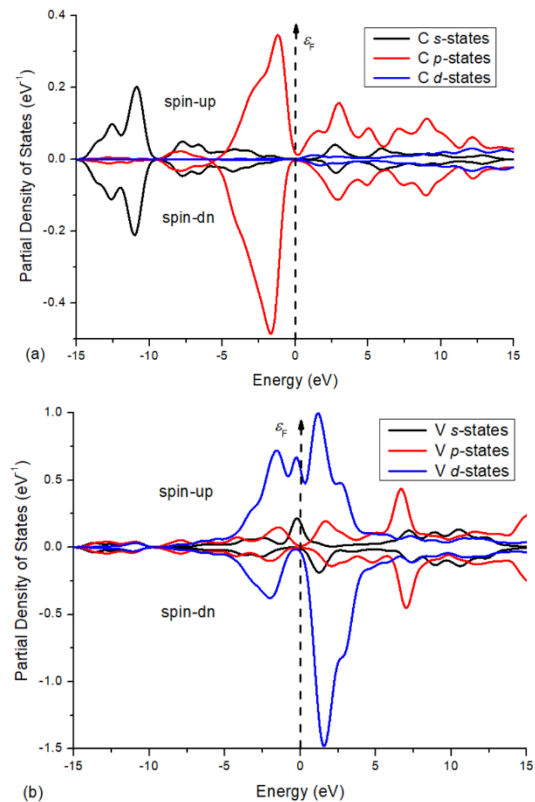 εF
C s-states
C p-states
C d-states
spin-up
spin-dn
Partial Density of States (eV-1)
0.4
0.2
0.0
-0.2
-0.4
-15 -10 -5 0 5 10 15
Energy (eV)
(a)
εF
V s-states
V p-states
V d-states
spin-up
spin-dn
Partial Density of States (eV-1)
1.0
0.5
0.0
-0.5
-1.0
-1.5
-15 -10 -5 0 5 10 15
Energy (eV)
(b)